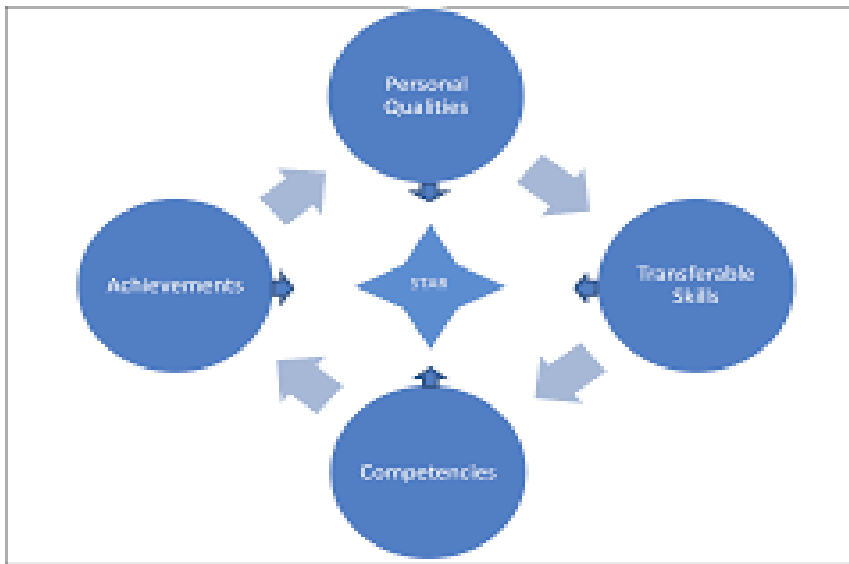 Personal
Qualities
Achievements
STAR
Transferable
Skills
Competencies